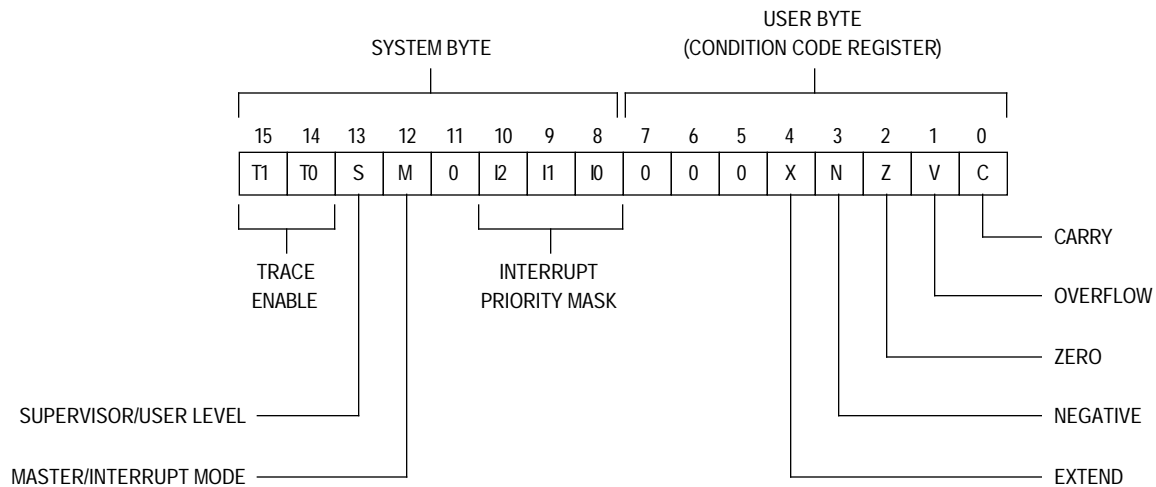 USER BYTE
SYSTEM BYTE (CONDITION CODE REGISTER)
15 14 13 12 11 10 9 8 7 6 5 4 3 2 1 0
T1 T0 S M 0 I2 I1 I0 0 0 0 X N Z V C
CARRY
TRACE INTERRUPT
ENABLE PRIORITY MASK
OVERFLOW
ZERO
SUPERVISOR/USER LEVEL NEGATIVE
MASTER/INTERRUPT MODE EXTEND